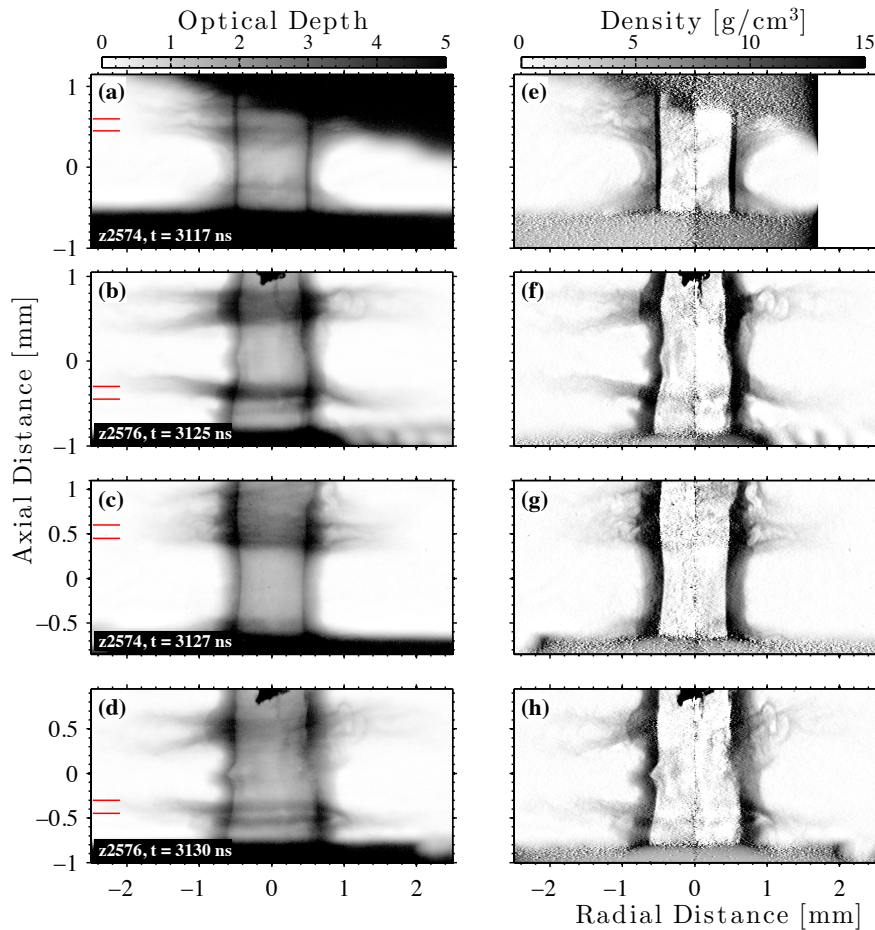 Optical Depth
Density [g/cm³]
0 1 2 3 4 5
0 5 10 15
(a)
(e)
1
0
−1
z2574, t = 3117 ns
(b)
(f)
1
0
−1
z2576, t = 3125 ns
(c)
(g)
1
0.5
0
−0.5
z2574, t = 3127 ns
(d)
(h)
0.5
0
−0.5
−1
z2576, t = 3130 ns
Axial Distance [mm]
−2 −1 0 1 2
−2 −1 0 1 2
Radial Distance [mm]